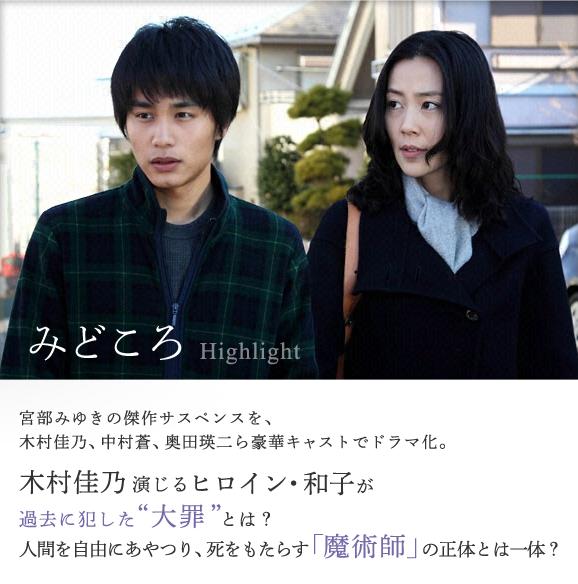 みどころ Highlight
宮部みゆきの傑作サスペンスを、
木村佳乃、中村蒼、奥田瑛二ら豪華キャストでドラマ化。
木村佳乃 演じるヒロイン・和子が
過去に犯した“大罪”とは？
人間を自由にあやつり、死をもたらす「魔術師」の正体とは一体？